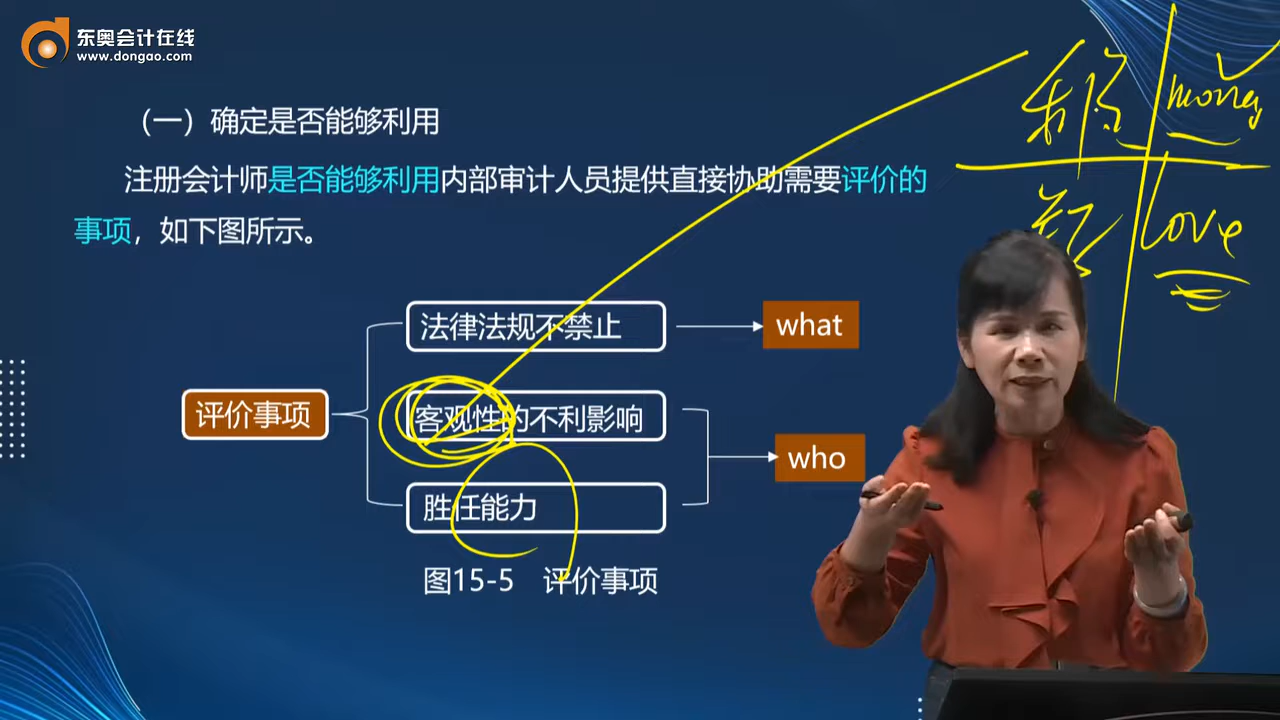 东奥会计在线
www.dongao.com
（一）确定是否能够利用
注册会计师是否能够利用内部审计人员提供直接协助需要评价的
事项，如下图所示。
评价事项
法律法规不禁止
what
客观性的不利影响
who
胜任能力
图15-5 评价事项
money
love